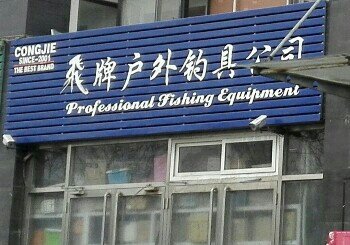 CONGJIE
SINCE-2001
THE BEST BRAND
飛牌户外钓具公司
Professional Fishing Equipment